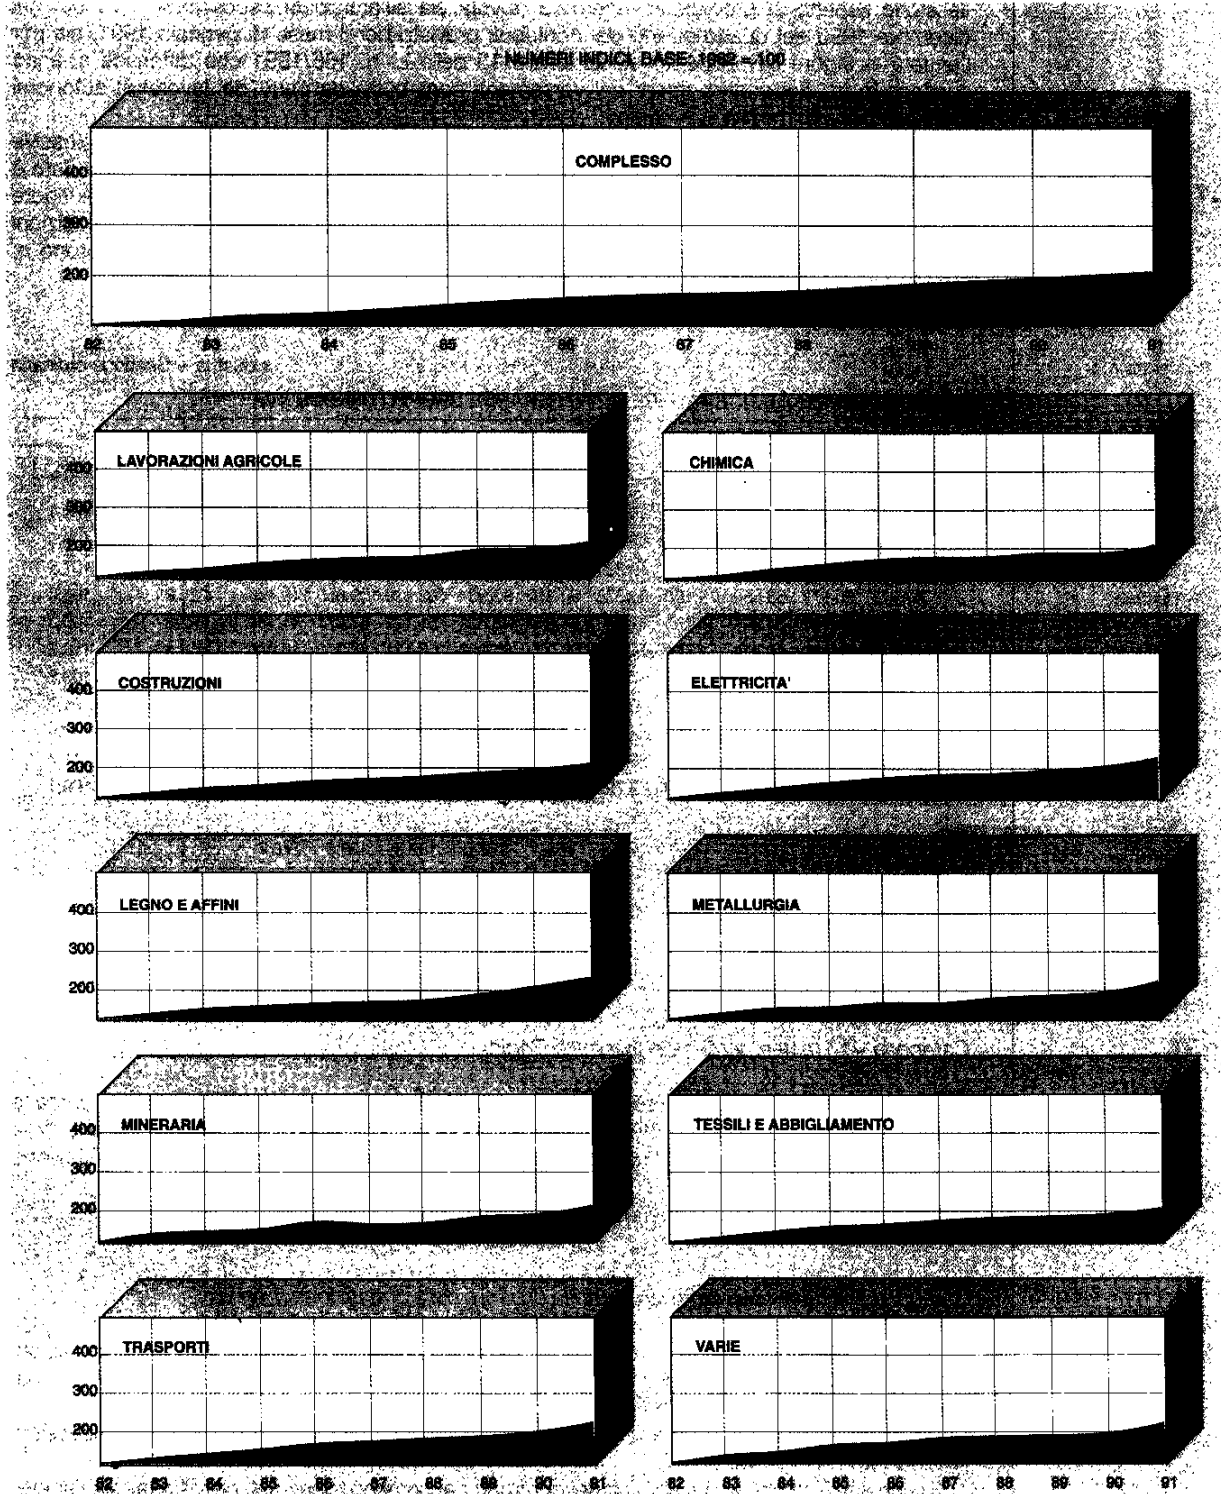 NUMERI INDICI, BASE: 1982 = 100
COMPLESSO
400
300
200
82 83 84 85 86 87 88 89 90 91
LAVORAZIONI AGRICOLE
CHIMICA
400
300
200
COSTRUZIONI
ELETTRICITA'
400
300
200
LEGNO E AFFINI
METALLURGIA
400
300
200
MINERARIA
TESSILI E ABBIGLIAMENTO
400
300
200
TRASPORTI
VARIE
400
300
200
82 83 84 85 86 87 88 89 90 91
82 83 84 85 86 87 88 89 90 91